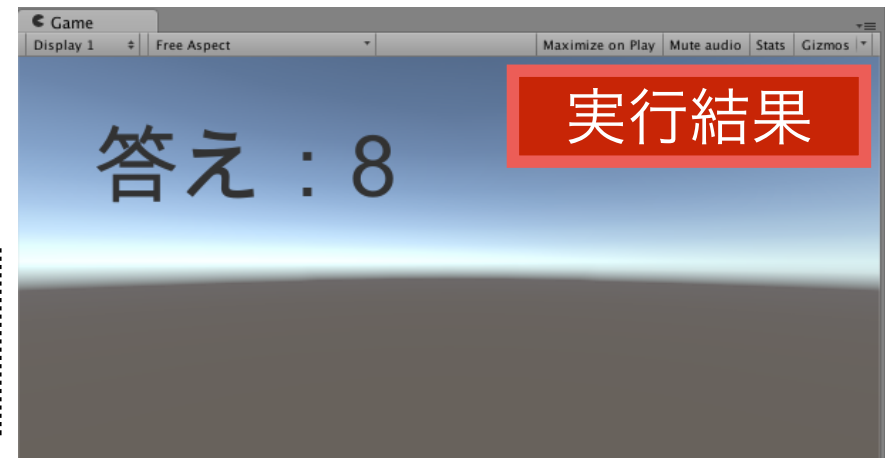 Game
Display 1 Free Aspect Maximize on Play Mute audio Stats Gizmos
実行結果
答え：8